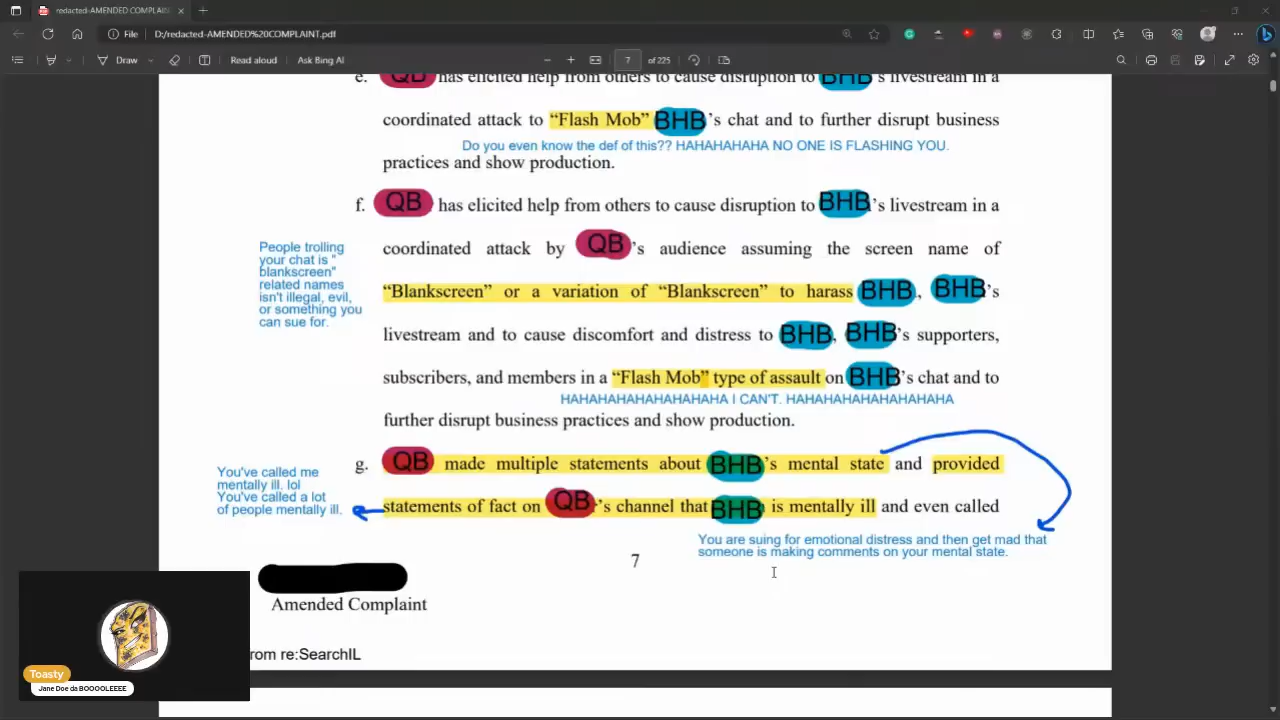 redacted-AMENDED COMPLAIN
File
D:/redacted-AMENDED%20COMPLAINT.pdf
Draw
Read aloud
Ask Bing AI
7
of 225
e. QB has elicited help from others to cause disruption to BHB's livestream in a
coordinated attack to “Flash Mob” BHB's chat and to further disrupt business
Do you even know the def of this?? HAHAHAHAHA NO ONE IS FLASHING YOU.
practices and show production.
f. QB has elicited help from others to cause disruption to BHB's livestream in a
coordinated attack by QB's audience assuming the screen name of
People trolling
your chat is "
blankscreen"
related names
isn't illegal, evil,
or something you
can sue for.
“Blankscreen” or a variation of “Blankscreen” to harass BHB, BHB's
livestream and to cause discomfort and distress to BHB, BHB's supporters,
subscribers, and members in a “Flash Mob” type of assault on BHB's chat and to
HAHAHAHAHAHAHAHA I CAN'T. HAHAHAHAHAHAHAHA
further disrupt business practices and show production.
g. QB made multiple statements about BHB's mental state and provided
You've called me
mentally ill. lol
You've called a lot
of people mentally ill.
statements of fact on QB's channel that BHB is mentally ill and even called
You are suing for emotional distress and then get mad that
someone is making comments on your mental state.
7
Amended Complaint
rom re:SearchIL
Toasty
Jane Doe da BOOOOLEEEE